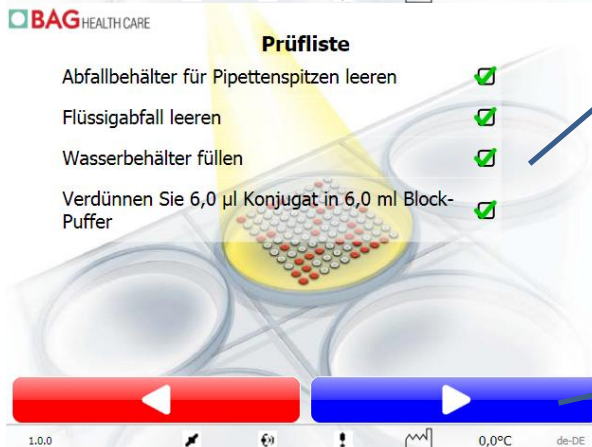 BAG HEALTH CARE
Prüfliste
Abfallbehälter für Pipettenspitzen leeren
Flüssigabfall leeren
Wasserbehälter füllen
Verdünnen Sie 6,0 µl Konjugat in 6,0 ml Block-
Puffer
1.0.0 0,0°C de-DE